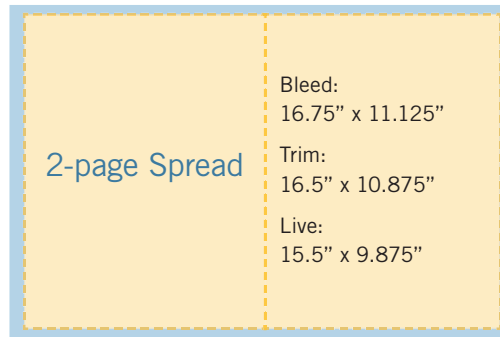 2-page Spread
Bleed:
16.75” x 11.125”
Trim:
16.5” x 10.875”
Live:
15.5” x 9.875”